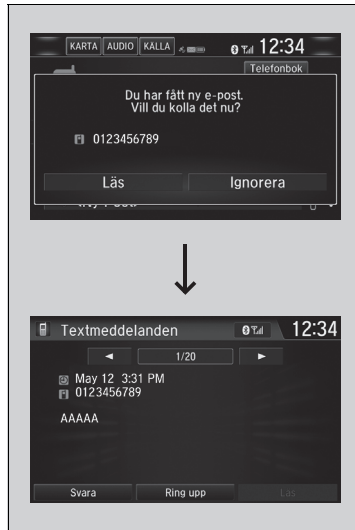 KARTA AUDIO KÄLLA 12:34
Telefonbok
Du har fått ny e-post.
Vill du kolla det nu?
0123456789
Läs Ignorera
Textmeddelanden 12:34
◄ 1/20 ►
May 12 3:31 PM
0123456789
AAAAA
Svara Ring upp Läs